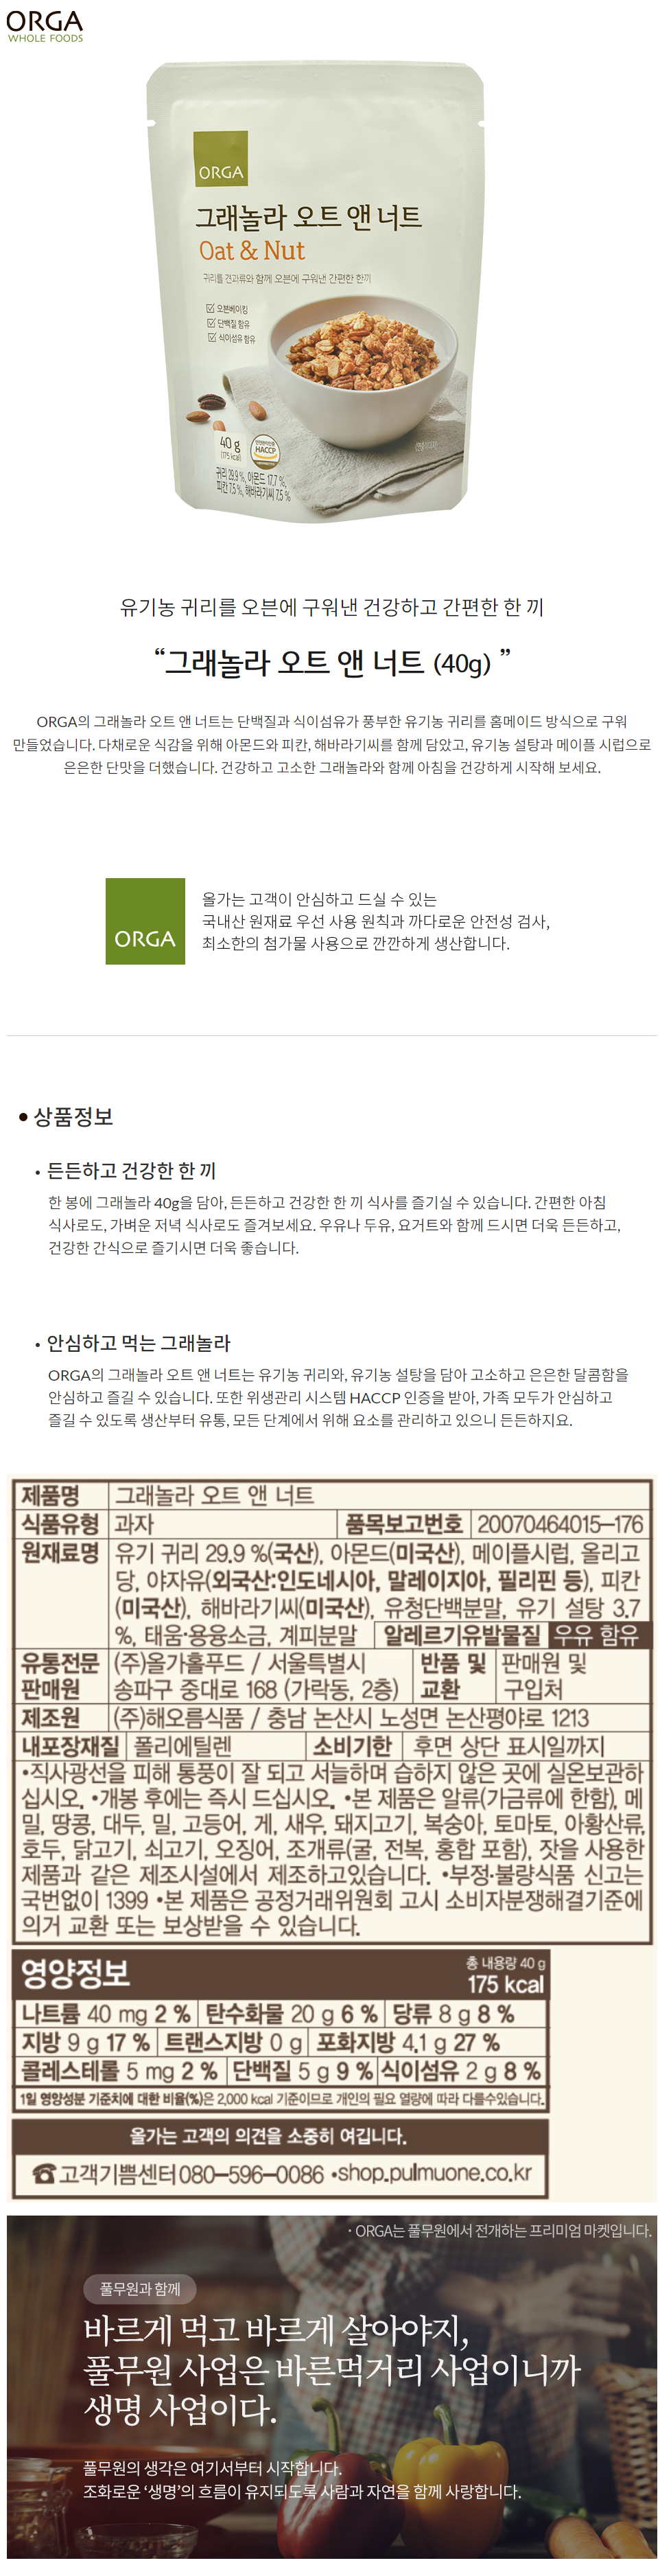 ORGA
WHOLE FOODS
ORGA
그래놀라 오트 앤 너트
Oat & Nut
귀리를 견과류와 함께 오븐에 구워낸 간편한 한끼
오븐베이킹
단백질 함유
식이섬유 함유
40 g
(175 kcal)
HACCP
귀리 29.9 %, 아몬드 17.7 %,
피칸 7.5 %, 해바라기씨 7.5 %
유기농 귀리를 오븐에 구워낸 건강하고 간편한 한 끼
“그래놀라 오트 앤 너트 (40g) ”
ORGA의 그래놀라 오트 앤 너트는 단백질과 식이섬유가 풍부한 유기농 귀리를 홈메이드 방식으로 구워
만들었습니다. 다채로운 식감을 위해 아몬드와 피칸, 해바라기씨를 함께 담았고, 유기농 설탕과 메이플 시럽으로
은은한 단맛을 더했습니다. 건강하고 고소한 그래놀라와 함께 아침을 건강하게 시작해 보세요.
ORGA
올가는 고객이 안심하고 드실 수 있는
국내산 원재료 우선 사용 원칙과 까다로운 안전성 검사,
최소한의 첨가물 사용으로 깐깐하게 생산합니다.
• 상품정보
• 든든하고 건강한 한 끼
한 봉에 그래놀라 40g을 담아, 든든하고 건강한 한 끼 식사를 즐기실 수 있습니다. 간편한 아침
식사로도, 가벼운 저녁 식사로도 즐겨보세요. 우유나 두유, 요거트와 함께 드시면 더욱 든든하고,
건강한 간식으로 즐기시면 더욱 좋습니다.
• 안심하고 먹는 그래놀라
ORGA의 그래놀라 오트 앤 너트는 유기농 귀리와, 유기농 설탕을 담아 고소하고 은은한 달콤함을
안심하고 즐길 수 있습니다. 또한 위생관리 시스템 HACCP 인증을 받아, 가족 모두가 안심하고
즐길 수 있도록 생산부터 유통, 모든 단계에서 위해 요소를 관리하고 있으니 든든하지요.
제품명 그래놀라 오트 앤 너트
식품유형 과자 품목보고번호 20070464015-176
원재료명 유기 귀리 29.9 %(국산), 아몬드(미국산), 메이플시럽, 올리고
당, 야자유(외국산:인도네시아, 말레이지아, 필리핀 등), 피칸
(미국산), 해바라기씨(미국산), 유청단백분말, 유기 설탕 3.7
%, 태움·용융소금, 계피분말 알레르기유발물질 우유 함유
유통전문 (주)올가홀푸드 / 서울특별시 반품 및 판매원 및
판매원 송파구 중대로 168 (가락동, 2층) 교환 구입처
제조원 (주)해오름식품 / 충남 논산시 노성면 논산평야로 1213
내포장재질 폴리에틸렌 소비기한 후면 상단 표시일까지
•직사광선을 피해 통풍이 잘 되고 서늘하며 습하지 않은 곳에 실온보관하
십시오. •개봉 후에는 즉시 드십시오. •본 제품은 알류(가금류에 한함), 메
밀, 땅콩, 대두, 밀, 고등어, 게, 새우, 돼지고기, 복숭아, 토마토, 아황산류,
호두, 닭고기, 쇠고기, 오징어, 조개류(굴, 전복, 홍합 포함), 잣을 사용한
제품과 같은 제조시설에서 제조하고있습니다. •부정·불량식품 신고는
국번없이 1399 •본 제품은 공정거래위원회 고시 소비자분쟁해결기준에
의거 교환 또는 보상받을 수 있습니다.
영양정보 총 내용량 40 g
175 kcal
나트륨 40 mg 2 % 탄수화물 20 g 6 % 당류 8 g 8 %
지방 9 g 17 % 트랜스지방 0 g 포화지방 4.1 g 27 %
콜레스테롤 5 mg 2 % 단백질 5 g 9 % 식이섬유 2 g 8 %
1일 영양성분 기준치에 대한 비율(%)은 2,000 kcal 기준이므로 개인의 필요 열량에 따라 다를수있습니다.
올가는 고객의 의견을 소중히 여깁니다.
☎고객기쁨센터080-596-0086 •shop.pulmuone.co.kr
· ORGA는 풀무원에서 전개하는 프리미엄 마켓입니다.
풀무원과 함께
바르게 먹고 바르게 살아야지,
풀무원 사업은 바른먹거리 사업이니까
생명 사업이다.
풀무원의 생각은 여기서부터 시작합니다.
조화로운 ‘생명’의 흐름이 유지되도록 사람과 자연을 함께 사랑합니다.